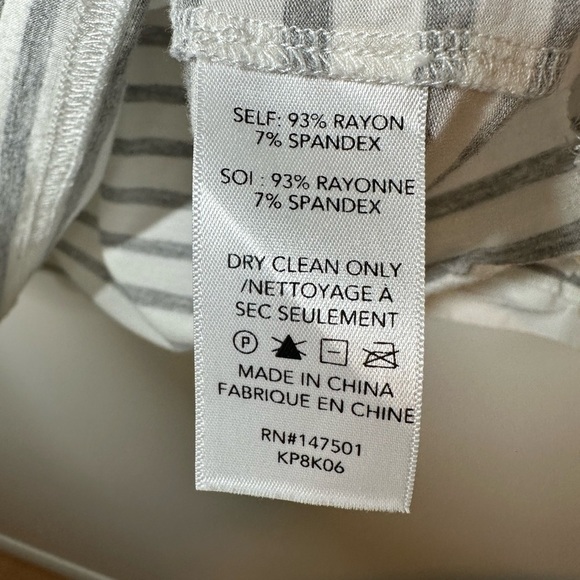 SELF: 93% RAYON
7% SPANDEX
SOI : 93% RAYONNE
7% SPANDEX
DRY CLEAN ONLY
/NETTOYAGE À
SEC SEULEMENT
P
MADE IN CHINA
FABRIQUE EN CHINE
RN#147501
KP8K06